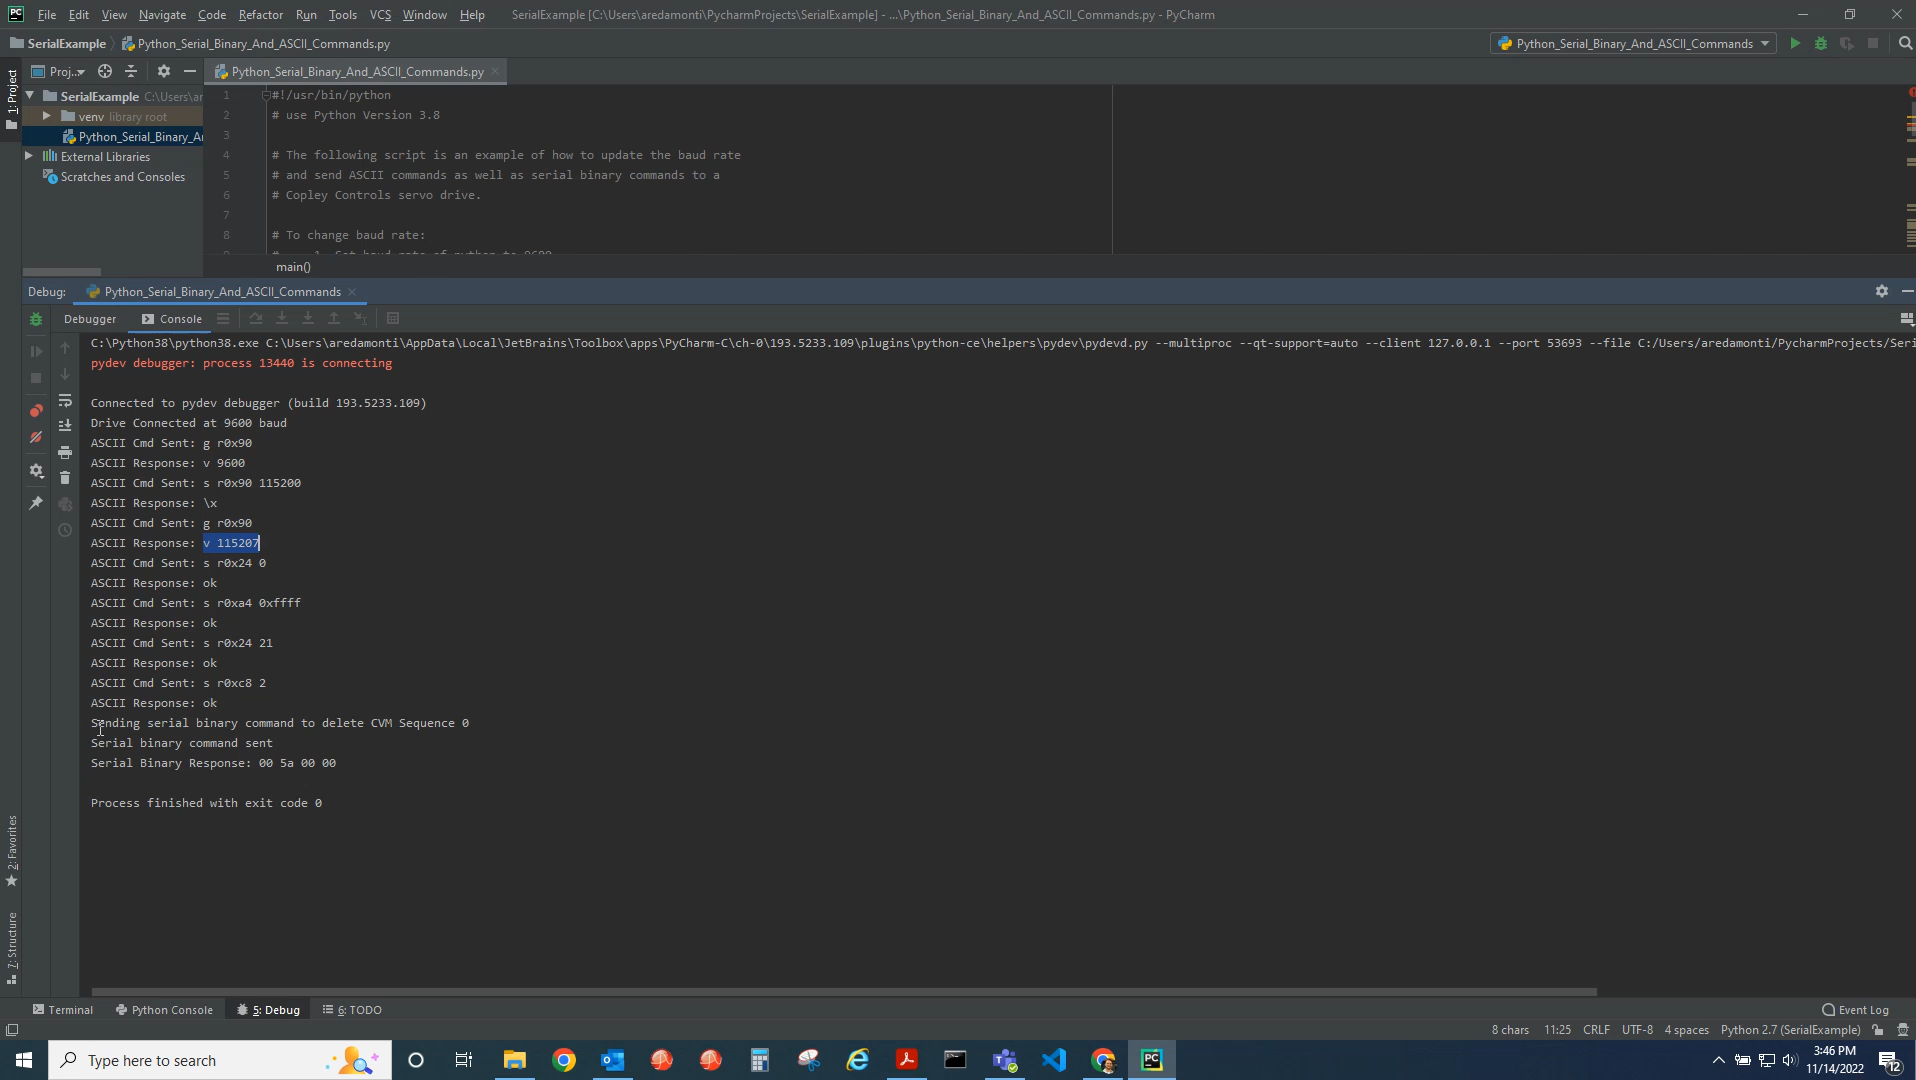 File Edit View Navigate Code Refactor Run Tools VCS Window Help SerialExample [C:\Users\aredamonti\PycharmProjects\SerialExample] - ...\Python_Serial_Binary_And_ASCII_Commands.py - PyCharm
SerialExample Python_Serial_Binary_And_ASCII_Commands.py Python_Serial_Binary_And_ASCII_Commands
1: Project
Proj.. Python_Serial_Binary_And_ASCII_Commands.py
SerialExample C:\Users\ar
venv library root
Python_Serial_Binary_Ar
External Libraries
Scratches and Consoles
1 #!/usr/bin/python
2 # use Python Version 3.8
3
4 # The following script is an example of how to update the baud rate
5 # and send ASCII commands as well as serial binary commands to a
6 # Copley Controls servo drive.
7
8 # To change baud rate:
main()
Debug: Python_Serial_Binary_And_ASCII_Commands
Debugger Console
C:\Python38\python38.exe C:\Users\aredamonti\AppData\Local\JetBrains\Toolbox\apps\PyCharm-C\ch-0\193.5233.109\plugins\python-ce\helpers\pydev\pydevd.py --multiproc --qt-support=auto --client 127.0.0.1 --port 53693 --file C:/Users/aredamonti/PycharmProjects/Seri
pydev debugger: process 13440 is connecting
Connected to pydev debugger (build 193.5233.109)
Drive Connected at 9600 baud
ASCII Cmd Sent: g r0x90
ASCII Response: v 9600
ASCII Cmd Sent: s r0x90 115200
ASCII Response: \x
ASCII Cmd Sent: g r0x90
ASCII Response: v 115207
ASCII Cmd Sent: s r0x24 0
ASCII Response: ok
ASCII Cmd Sent: s r0xa4 0xffff
ASCII Response: ok
ASCII Cmd Sent: s r0x24 21
ASCII Response: ok
ASCII Cmd Sent: s r0xc8 2
ASCII Response: ok
Sending serial binary command to delete CVM Sequence 0
Serial binary command sent
Serial Binary Response: 00 5a 00 00
Process finished with exit code 0
2: Favorites
7: Structure
Terminal Python Console 5: Debug 6: TODO Event Log
8 chars 11:25 CRLF UTF-8 4 spaces Python 2.7 (SerialExample)
Type here to search
3:46 PM
11/14/2022
12